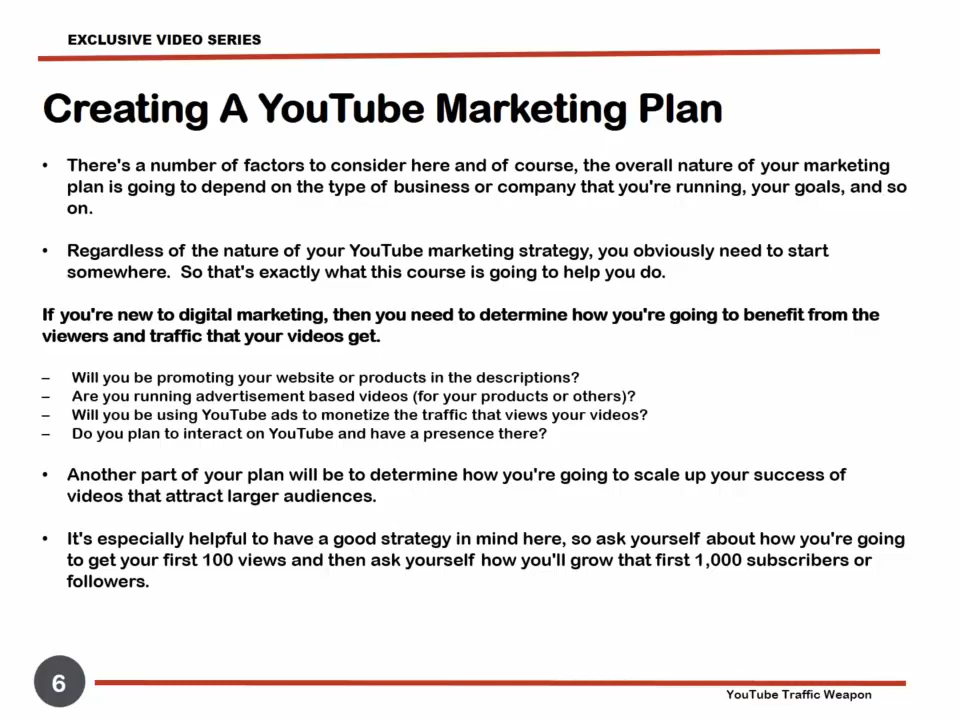 EXCLUSIVE VIDEO SERIES
Creating A YouTube Marketing Plan
• There's a number of factors to consider here and of course, the overall nature of your marketing
plan is going to depend on the type of business or company that you're running, your goals, and so
on.
• Regardless of the nature of your YouTube marketing strategy, you obviously need to start
somewhere.  So that's exactly what this course is going to help you do.
If you're new to digital marketing, then you need to determine how you're going to benefit from the
viewers and traffic that your videos get.
– Will you be promoting your website or products in the descriptions?
– Are you running advertisement based videos (for your products or others)?
– Will you be using YouTube ads to monetize the traffic that views your videos?
– Do you plan to interact on YouTube and have a presence there?
• Another part of your plan will be to determine how you're going to scale up your success of
videos that attract larger audiences.
• It's especially helpful to have a good strategy in mind here, so ask yourself about how you're going
to get your first 100 views and then ask yourself how you'll grow that first 1,000 subscribers or
followers.
6
YouTube Traffic Weapon